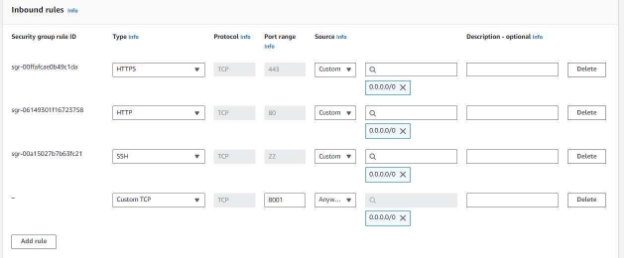 Inbound rules Info
Security group rule ID Type Info Protocol Info Port range Info Source Info Description - optional Info
HTTPS TCP 443 Custom Delete
0.0.0.0/0
sgr-06149301f16723758 HTTP TCP 80 Custom Delete
0.0.0.0/0
sgr-00a15027b7b63fc21 SSH TCP 22 Custom Delete
0.0.0.0/0
– Custom TCP TCP 8001 Anyw... Delete
0.0.0.0/0
Add rule